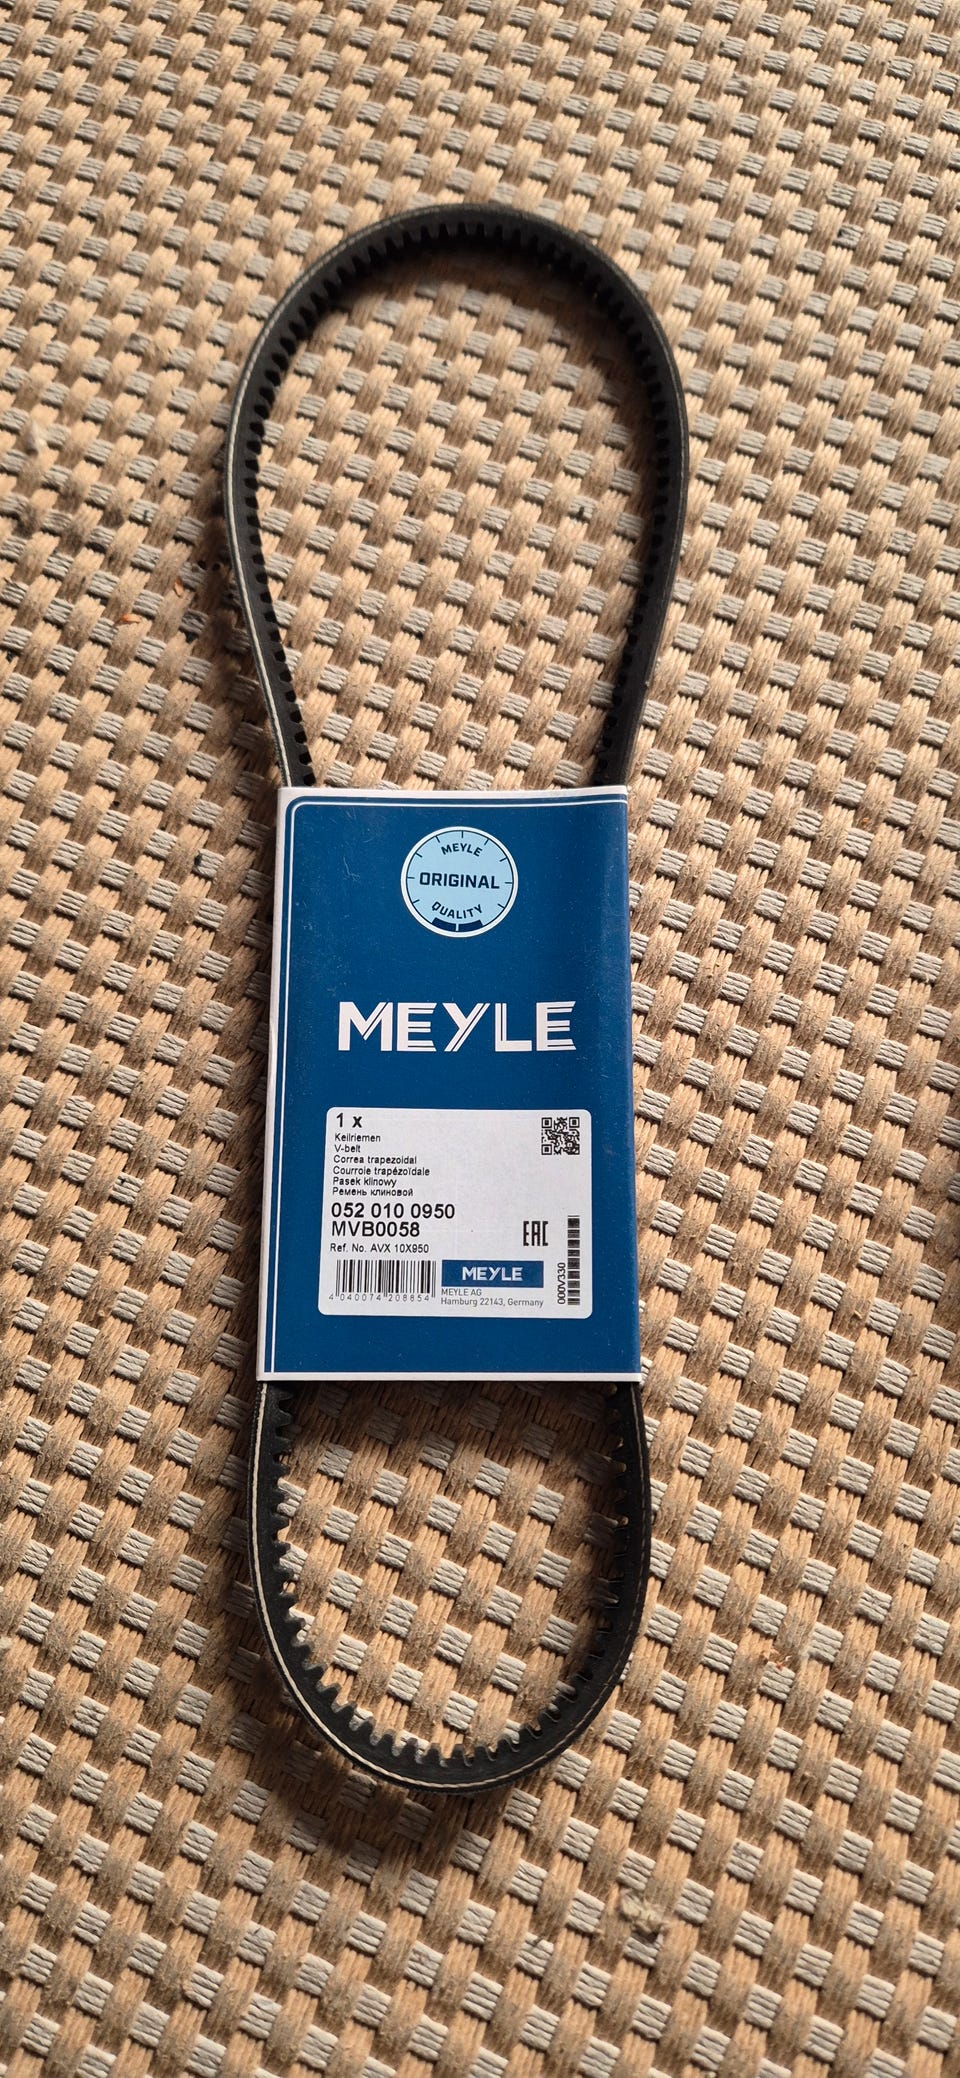 MEYLE
ORIGINAL
QUALITY
MEYLE
1 x
Keilriemen
V-belt
Correa trapezoidal
Courroie trapézoïdale
Pasek klinowy
Ремень клиновой
052 010 0950
MVB0058
EAC
Ref. No. AVX 10X950
4 040074 208854
MEYLE
MEYLE AG
Hamburg 22143, Germany
000V330